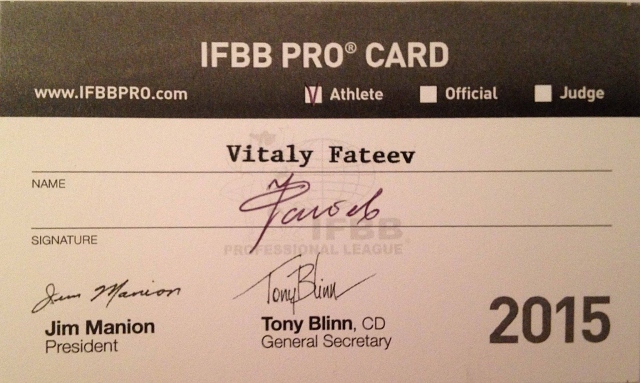 IFBB PRO® CARD
www.IFBBPRO.com Athlete Official Judge
Vitaly Fateev
NAME
Фатеев
SIGNATURE
IFBB
PROFESSIONAL LEAGUE
Jim Manion Tony Blinn
Jim Manion Tony Blinn, CD
President General Secretary
2015